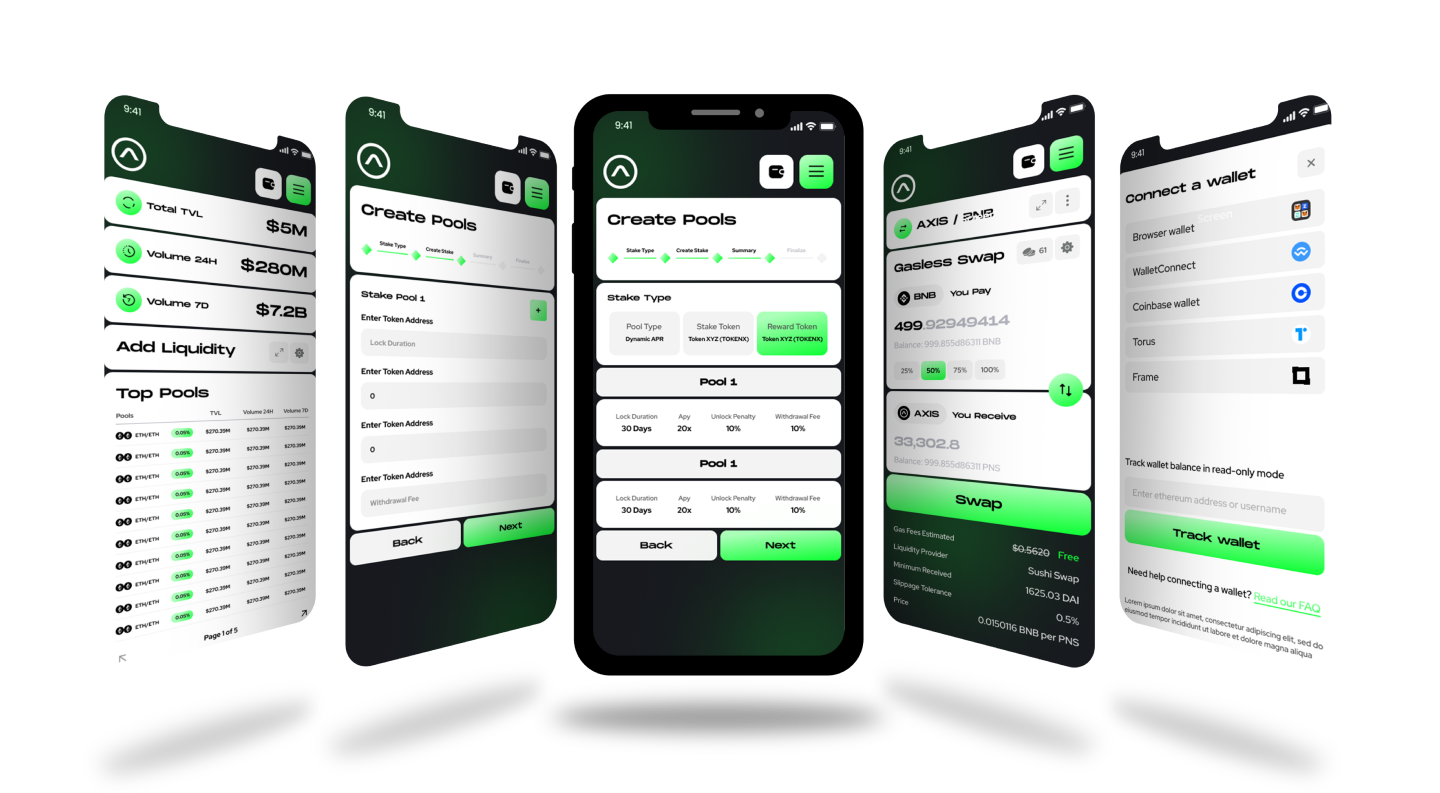 9:41
Total TVL
$5M
Volume 24H
$280M
Volume 7D
$7.2B
Add Liquidity
Top Pools
Pools TVL Volume 24H Volume 7D
ETH/ETH 0.05% $270.39M $270.39M $270.39M
ETH/ETH 0.05% $270.39M $270.39M $270.39M
ETH/ETH 0.05% $270.39M $270.39M $270.39M
ETH/ETH 0.05% $270.39M $270.39M $270.39M
ETH/ETH 0.05% $270.39M $270.39M $270.39M
ETH/ETH 0.05% $270.39M $270.39M $270.39M
ETH/ETH 0.05% $270.39M $270.39M $270.39M
ETH/ETH 0.05% $270.39M $270.39M $270.39M
ETH/ETH 0.05% $270.39M $270.39M $270.39M
ETH/ETH 0.05% $270.39M $270.39M $270.39M
Page 1 of 5
9:41
Create Pools
Stake Type Create Stake Summary Finalise
Stake Pool 1
+
Enter Token Address
Lock Duration
Enter Token Address
0
Enter Token Address
0
Enter Token Address
Withdrawal Fee
Back Next
9:41
Create Pools
Stake Type Create Stake Summary Finalise
Stake Type
Pool Type Stake Token Reward Token
Dynamic APR Token XYZ (TOKENX) Token XYZ (TOKENX)
Pool 1
Lock Duration Apy Unlock Penalty Withdrawal Fee
30 Days 20x 10% 10%
Pool 1
Lock Duration Apy Unlock Penalty Withdrawal Fee
30 Days 20x 10% 10%
Back Next
9:41
AXIS / BNB
Screen
Gasless Swap 61
BNB You Pay
499.92949414
Balance: 999.855d86311 BNB
25% 50% 75% 100%
AXIS You Receive
33,302.8
Balance: 999.855d86311 PNS
Swap
Gas Fees Estimated $0.5620 Free
Liquidity Provider Sushi Swap
Minimum Received 1625.03 DAI
Slippage Tolerance 0.5%
Price 0.0150116 BNB per PNS
9:41
Connect a wallet
Screen
Browser wallet
WalletConnect
Coinbase wallet
Torus
Frame
Track wallet balance in read-only mode
Enter ethereum address or username
Track wallet
Need help connecting a wallet? Read our FAQ
Lorem ipsum dolor sit amet, consectetur adipiscing elit, sed do
eiusmod tempor incididunt ut labore et dolore magna aliqua